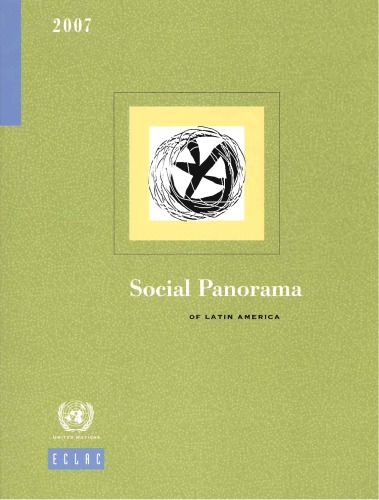 2007
Social Panorama
OF LATIN AMERICA
UNITED NATIONS
ECLAC